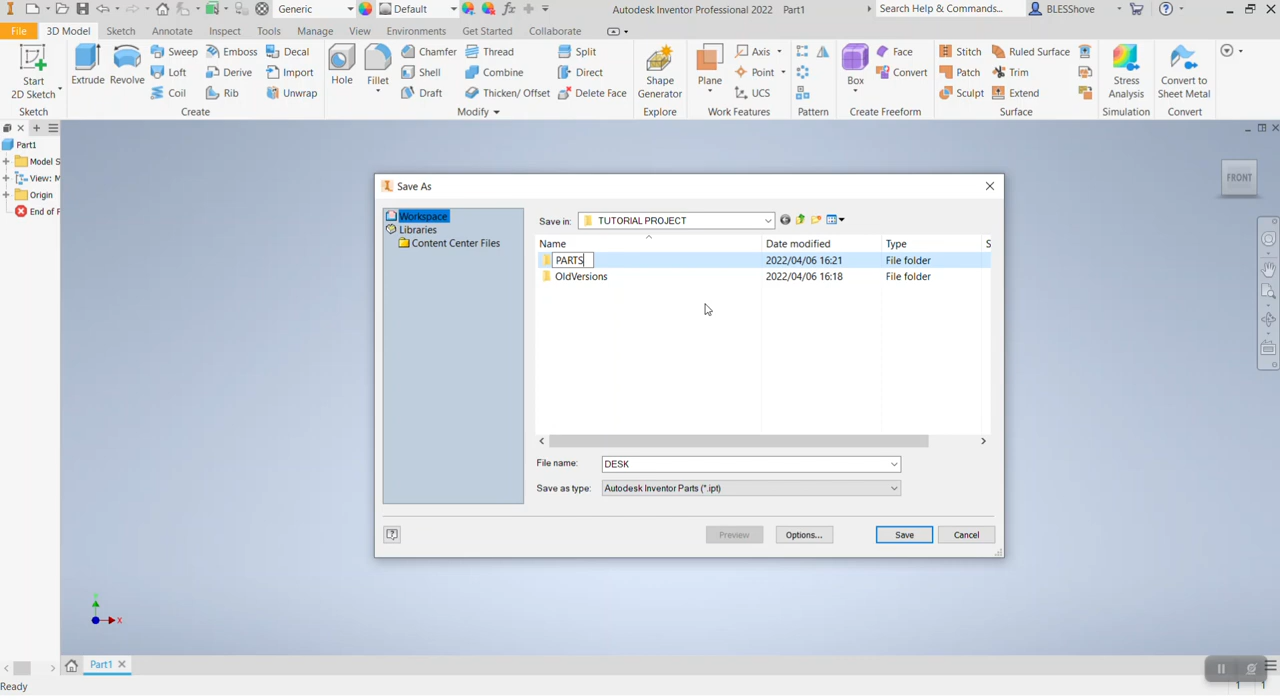 Generic
Default
Autodesk Inventor Professional 2022 Part1
Search Help & Commands...
BLESShove
File 3D Model Sketch Annotate Inspect Tools Manage View Environments Get Started Collaborate
Start
2D Sketch
Sketch
Extrude
Revolve
Sweep
Loft
Coil
Emboss
Derive
Rib
Decal
Import
Unwrap
Create
Hole
Fillet
Chamfer
Shell
Draft
Thread
Combine
Thicken/ Offset
Split
Direct
Delete Face
Modify
Shape
Generator
Explore
Plane
Axis
Point
UCS
Work Features
Pattern
Box
Face
Convert
Create Freeform
Stitch
Patch
Sculpt
Ruled Surface
Trim
Extend
Surface
Stress
Analysis
Simulation
Convert to
Sheet Metal
Convert
Part1
Model S
View: M
Origin
End of F
FRONT
Save As
Workspace
Libraries
Content Center Files
Save in: TUTORIAL PROJECT
Name Date modified Type S
PARTS 2022/04/06 16:21 File folder
OldVersions 2022/04/06 16:18 File folder
File name: DESK
Save as type: Autodesk Inventor Parts (*.ipt)
Preview Options... Save Cancel
X
Part1
Ready
1 1